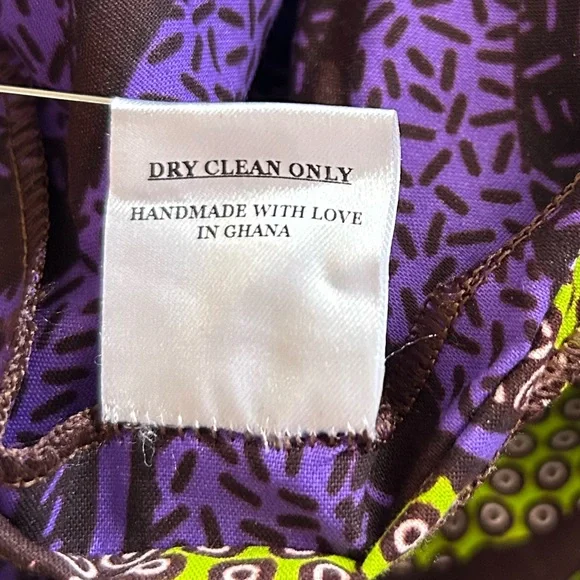 DRY CLEAN ONLY
HANDMADE WITH LOVE
IN GHANA